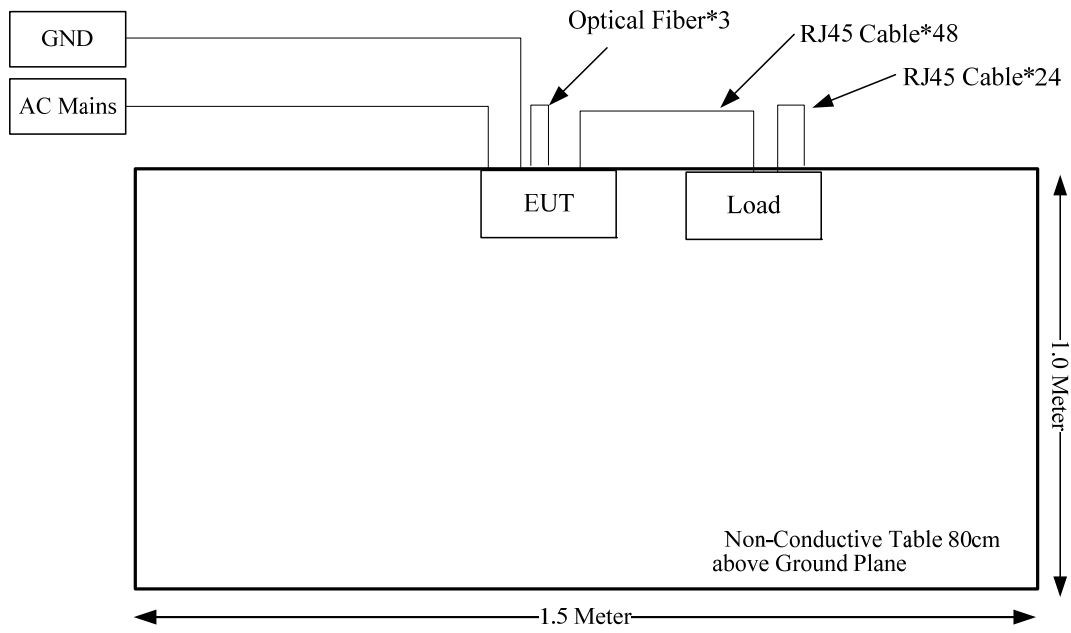 Optical Fiber*3
GND
RJ45 Cable*48
RJ45 Cable*24
AC Mains
EUT
Load
1.0 Meter
Non-Conductive Table 80cm
above Ground Plane
1.5 Meter